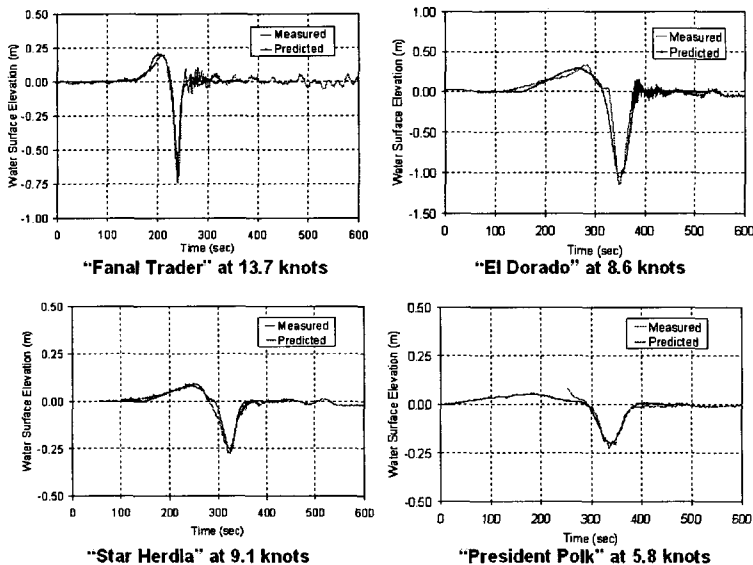 0.50
0.25
0.00
-0.25
-0.50
-0.75
-1.00
Water Surface Elevation (m)
Measured
Predicted
0 100 200 300 400 500 600
Time (sec)
"Fanal Trader" at 13.7 knots
1.00
0.50
0.00
-0.50
-1.00
-1.50
Water Surface Elevation (m)
Measured
Predicted
0 100 200 300 400 500 600
Time (sec)
"El Dorado" at 8.6 knots
0.50
0.25
0.00
-0.25
-0.50
Water Surface Elevation (m)
Measured
Predicted
0 100 200 300 400 500 600
Time (sec)
"Star Herdla" at 9.1 knots
0.50
0.25
0.00
-0.25
-0.50
Water Surface Elevation (m)
Measured
Predicted
0 100 200 300 400 500 600
Time (sec)
"President Polk" at 5.8 knots